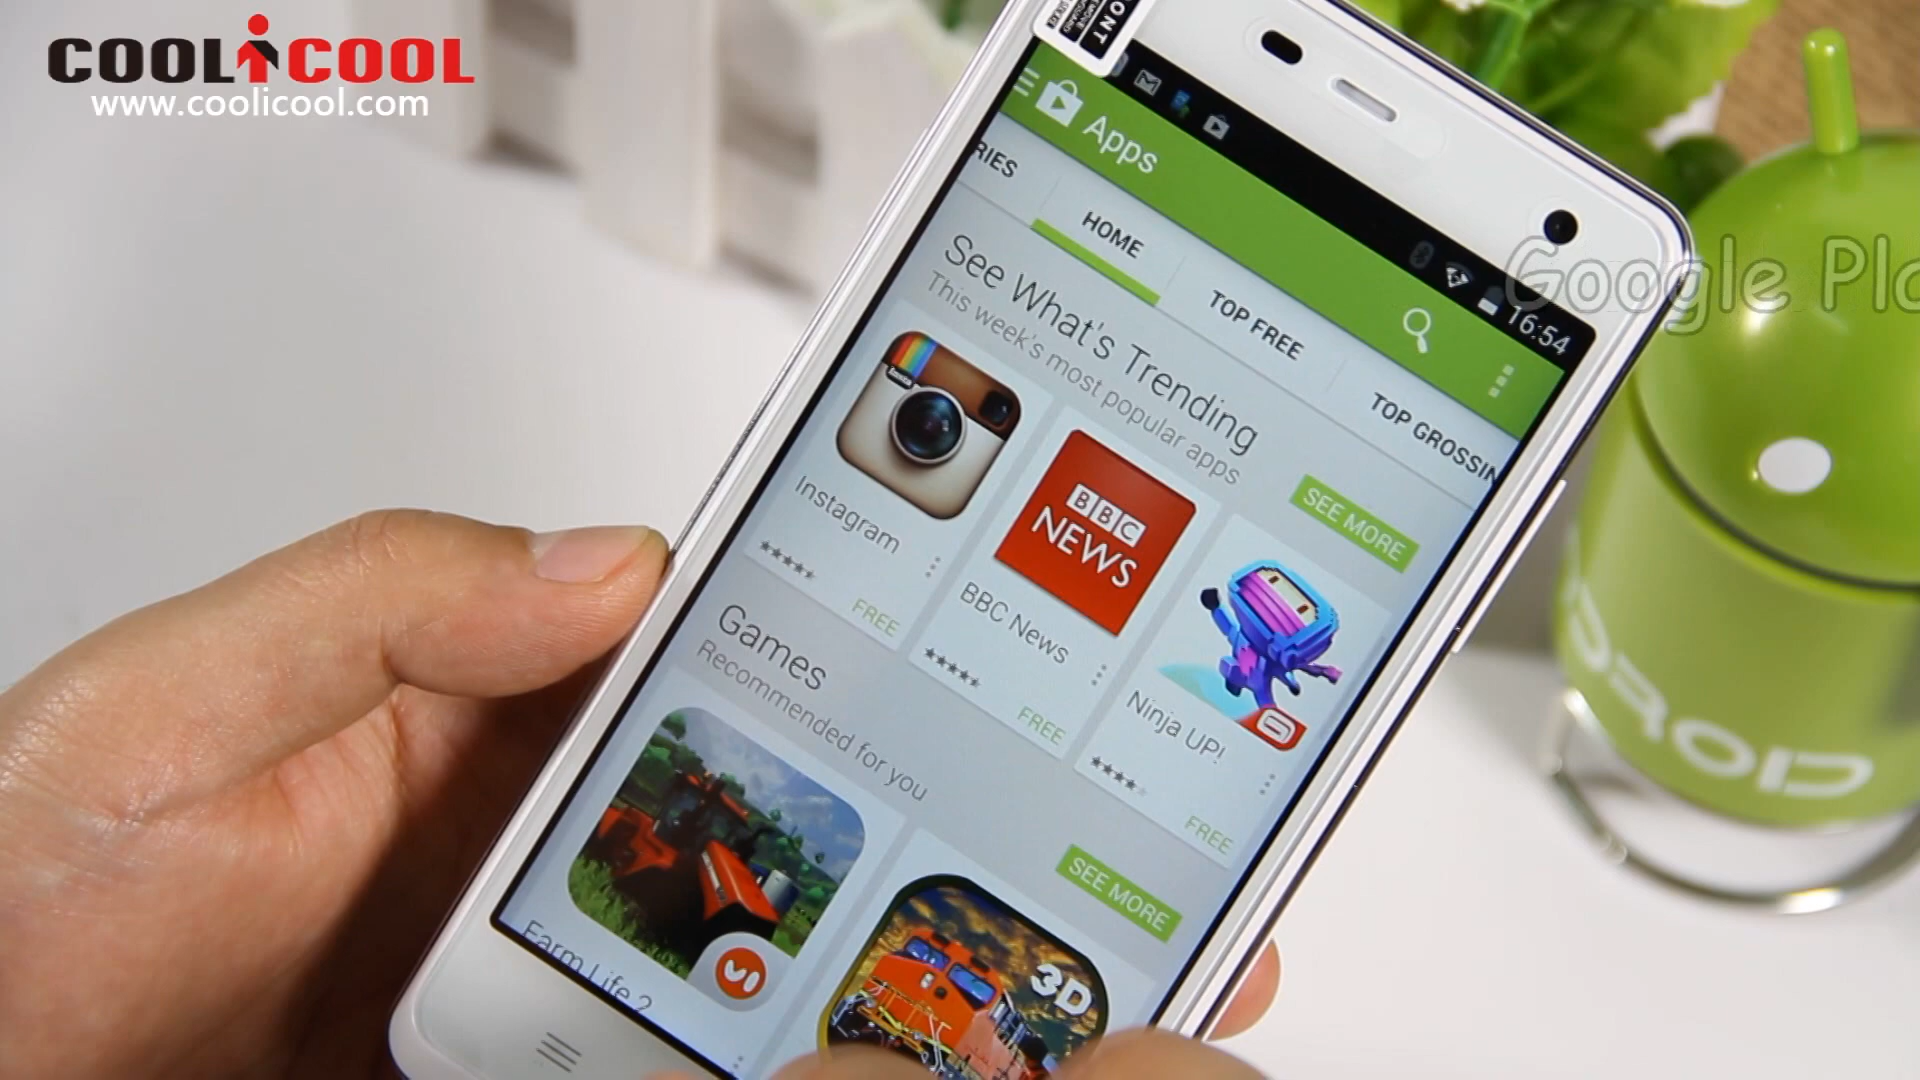 COOLiCOOL
www.coolicool.com
16:54
Apps
RIES
HOME
TOP FREE
TOP GROSSIN
See What's Trending
This week's most popular apps
SEE MORE
Insta
BBC
NEWS
Instagram
FREE
BBC News
FREE
Ninja UP!
FREE
Games
Recommended for you
SEE MORE
3D
Farm Life 2
Google Pla
DROID